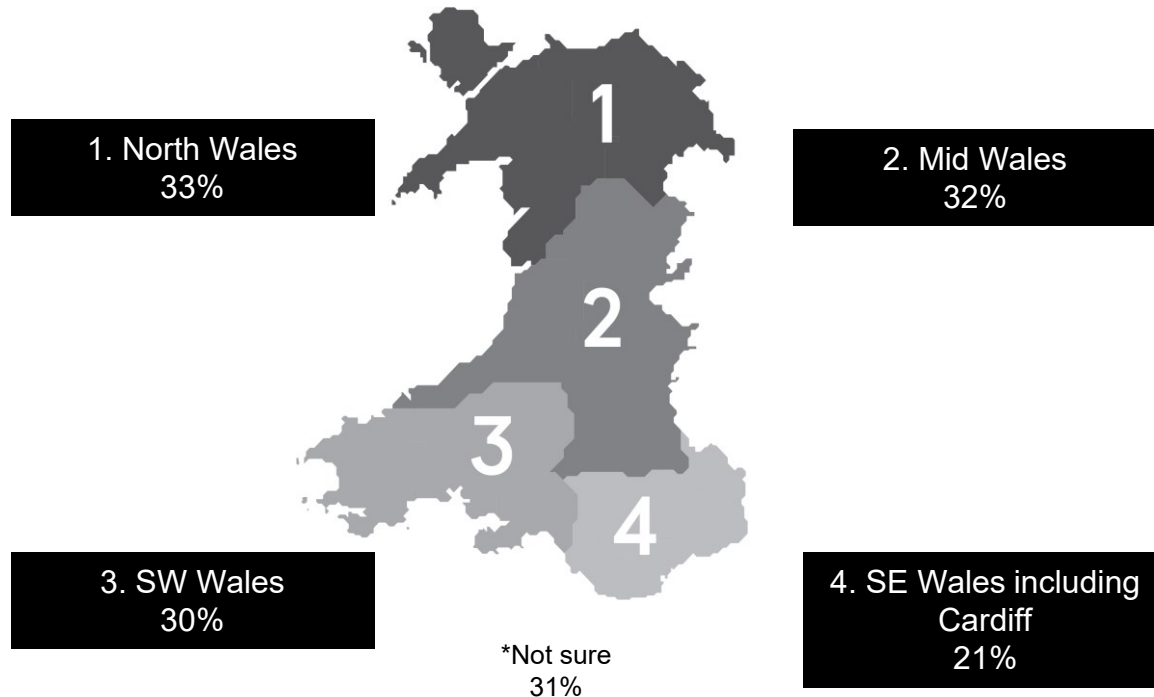 1
1. North Wales
33%
2. Mid Wales
32%
2
3
4
3. SW Wales
30%
4. SE Wales including
Cardiff
21%
*Not sure
31%